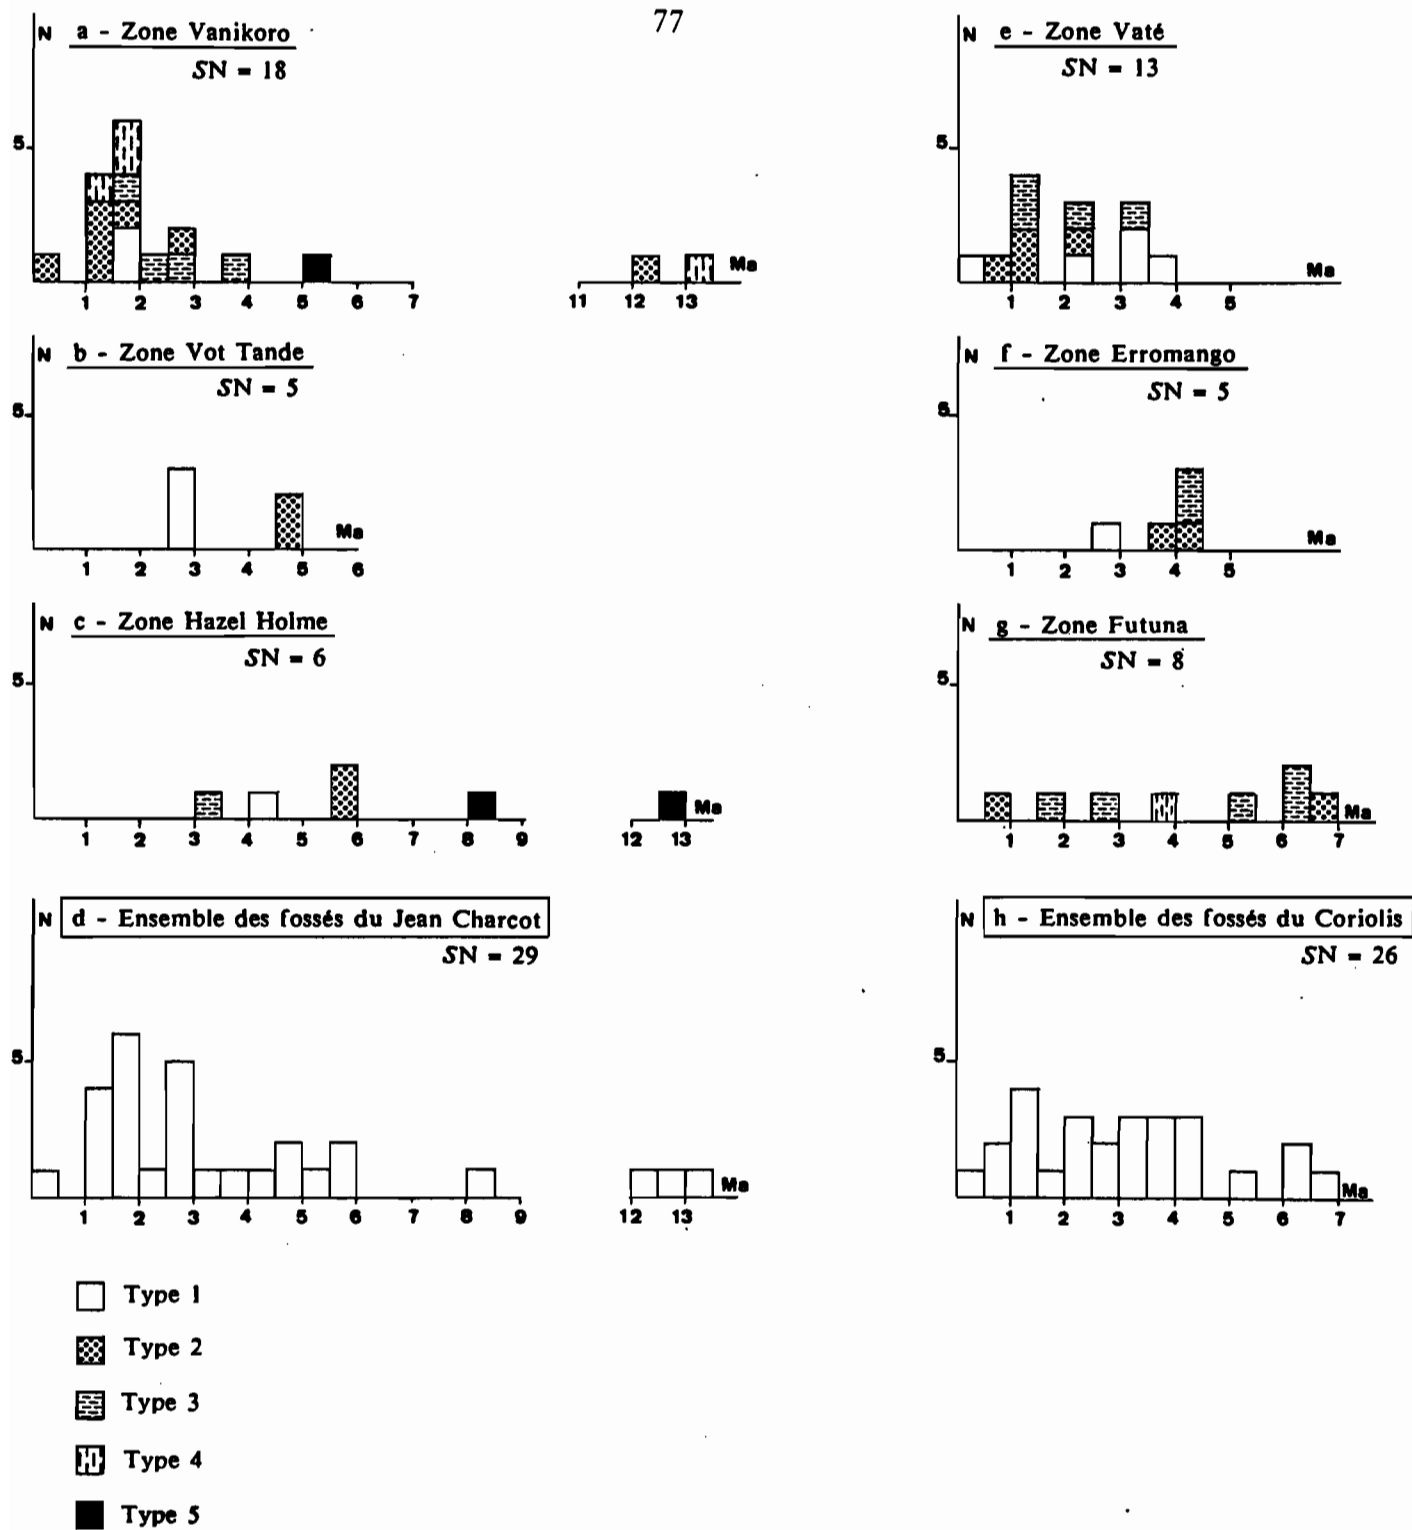 77
N a - Zone Vanikoro
SN = 18
5
Ma
1 2 3 4 5 6 7 11 12 13
N b - Zone Vot Tande
SN = 5
5
Ma
1 2 3 4 5 6
N c - Zone Hazel Holme
SN = 6
5
Ma
1 2 3 4 5 6 7 8 9 12 13
N d - Ensemble des fossés du Jean Charcot
SN = 29
5
Ma
1 2 3 4 5 6 7 8 9 12 13
N e - Zone Vaté
SN = 13
5
Ma
1 2 3 4 5
N f - Zone Erromango
SN = 5
5
Ma
1 2 3 4 5
N g - Zone Futuna
SN = 8
5
Ma
1 2 3 4 5 6 7
N h - Ensemble des fossés du Coriolis
SN = 26
5
Ma
1 2 3 4 5 6 7
Type 1
Type 2
Type 3
Type 4
Type 5